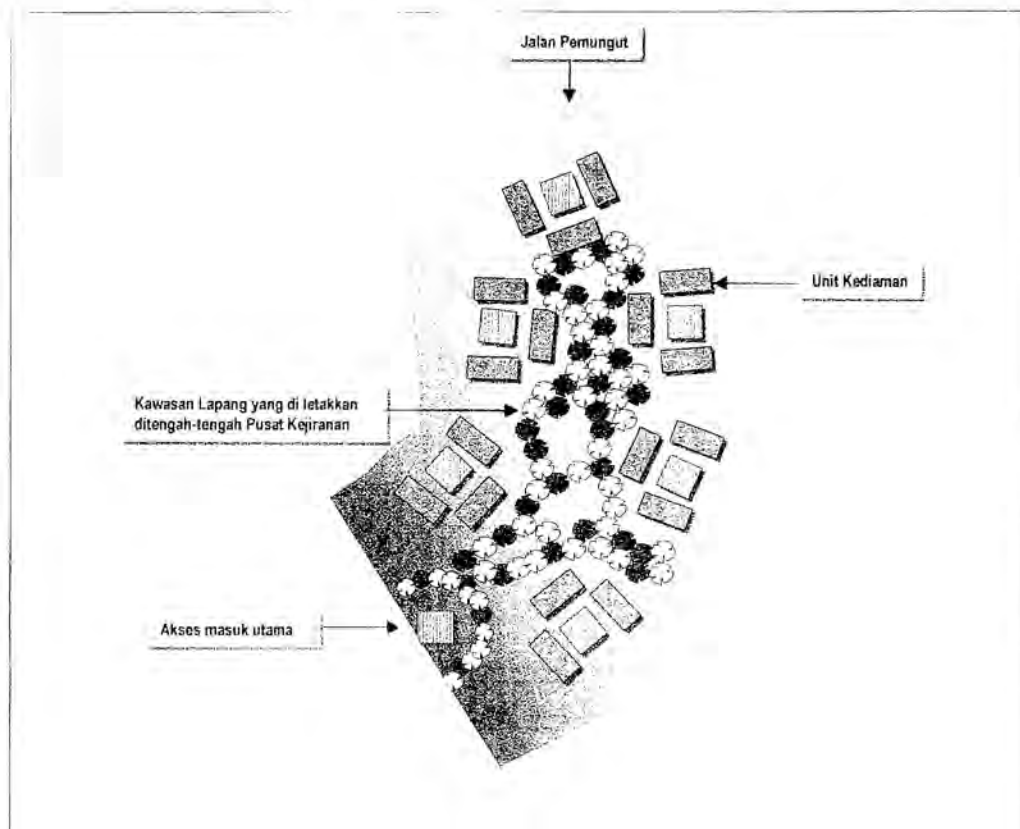 Jalan Pemungut
Unit Kediaman
Kawasan Lapang yang di letakkan
ditengah-tengah Pusat Kejiranan
Akses masuk utama